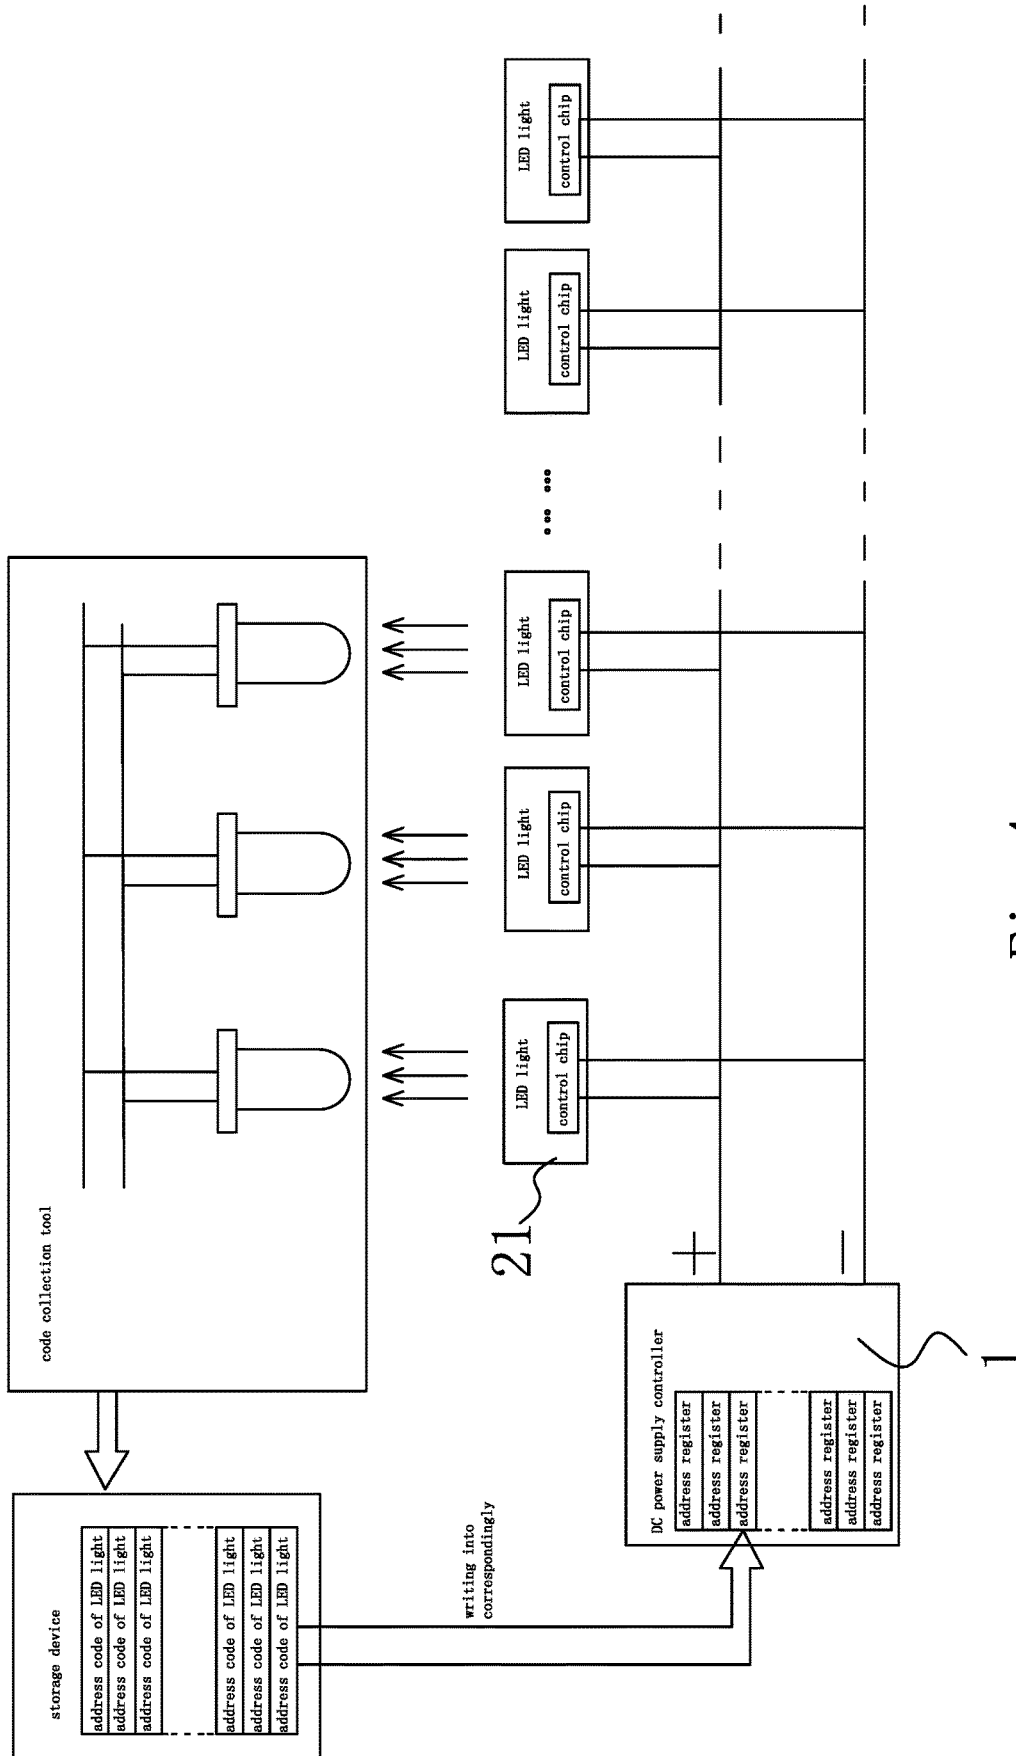 storage device
address code of LED light
address code of LED light
address code of LED light
address code of LED light
address code of LED light
address code of LED light
code collection tool
writing into
correspondingly
21
LED light
control chip
LED light
control chip
LED light
control chip
... ...
LED light
control chip
LED light
control chip
DC power supply controller
address register
address register
address register
address register
address register
address register
+
−
1